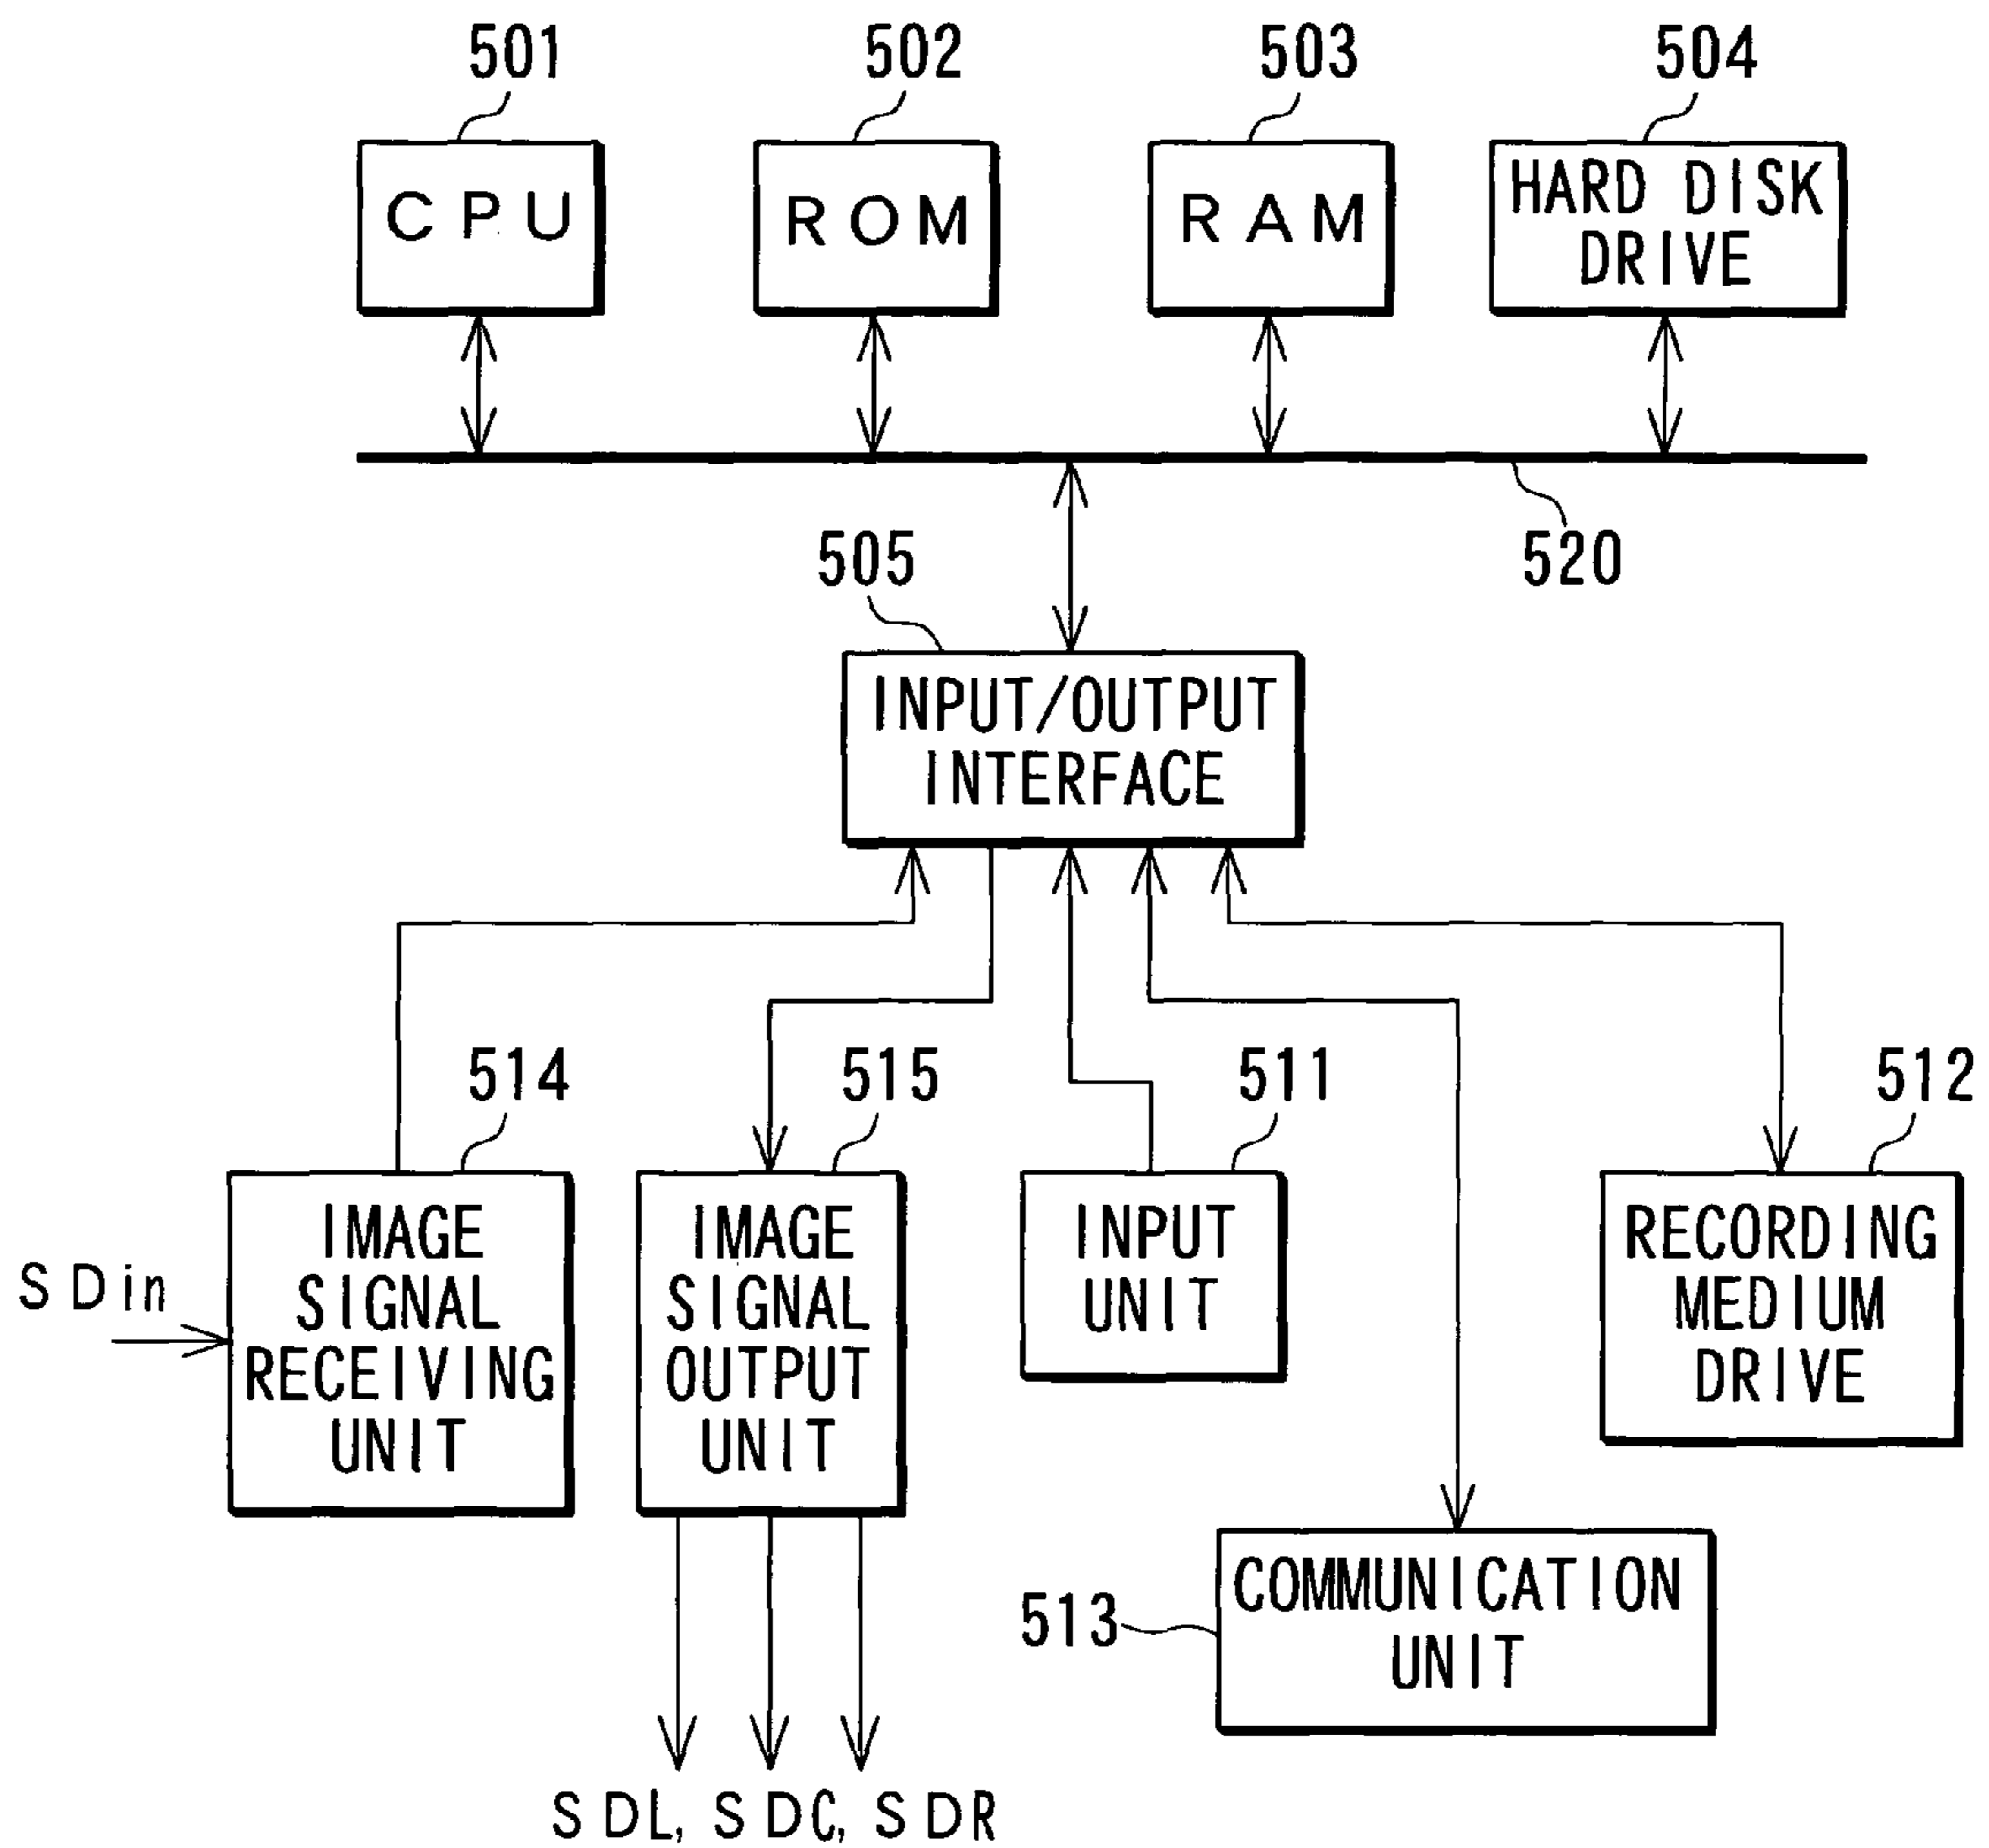 501
502
503
504
CPU
ROM
RAM
HARD DISK
DRIVE
505
520
INPUT/OUTPUT
INTERFACE
514
515
511
512
IMAGE
SIGNAL
RECEIVING
UNIT
IMAGE
SIGNAL
OUTPUT
UNIT
INPUT
UNIT
RECORDING
MEDIUM
DRIVE
SDin
513
COMMUNICATION
UNIT
SDL, SDC, SDR